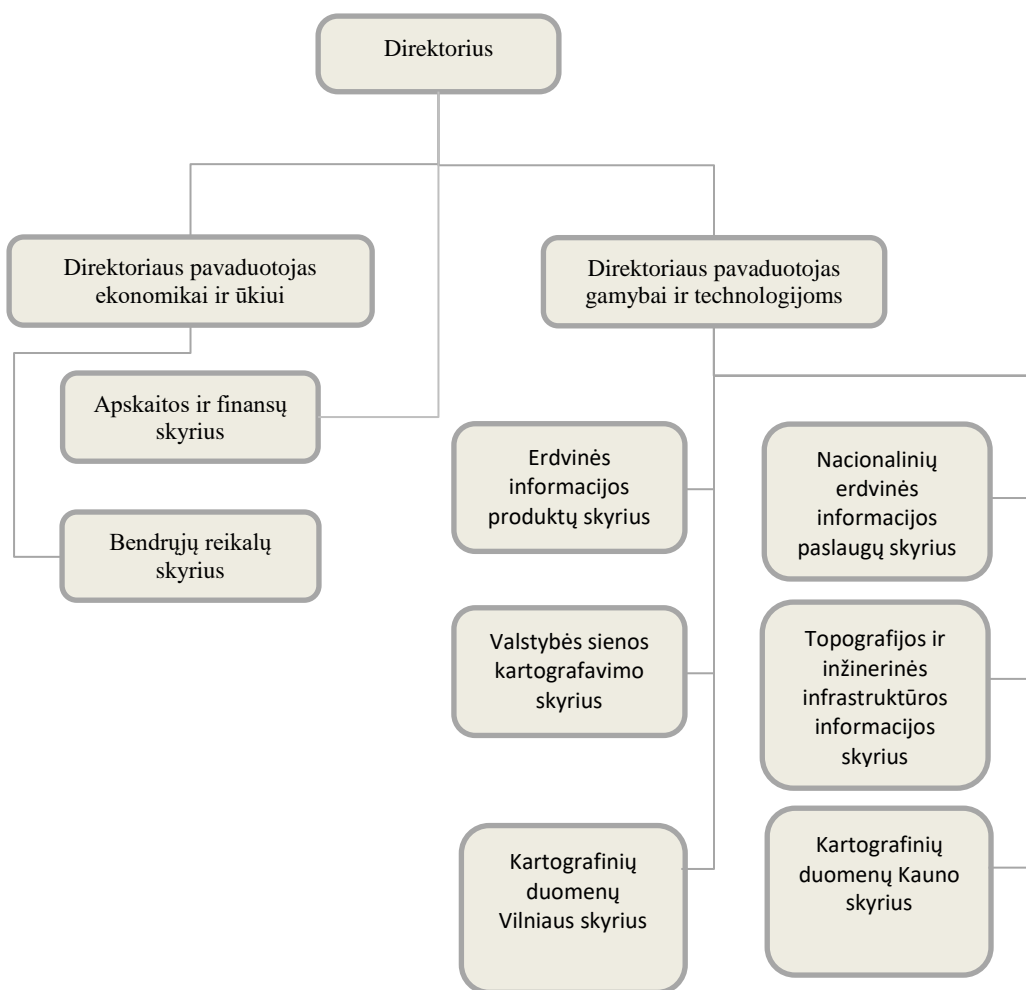 Direktorius
Direktoriaus pavaduotojas
ekonomikai ir ūkiui
Direktoriaus pavaduotojas
gamybai ir technologijoms
Apskaitos ir finansų
skyrius
Bendrųjų reikalų
skyrius
Erdvinės
informacijos
produktų skyrius
Nacionalinių
erdvinės
informacijos
paslaugų skyrius
Valstybės sienos
kartografavimo
skyrius
Topografijos ir
inžinerinės
infrastruktūros
informacijos
skyrius
Kartografinių
duomenų
Vilniaus skyrius
Kartografinių
duomenų Kauno
skyrius